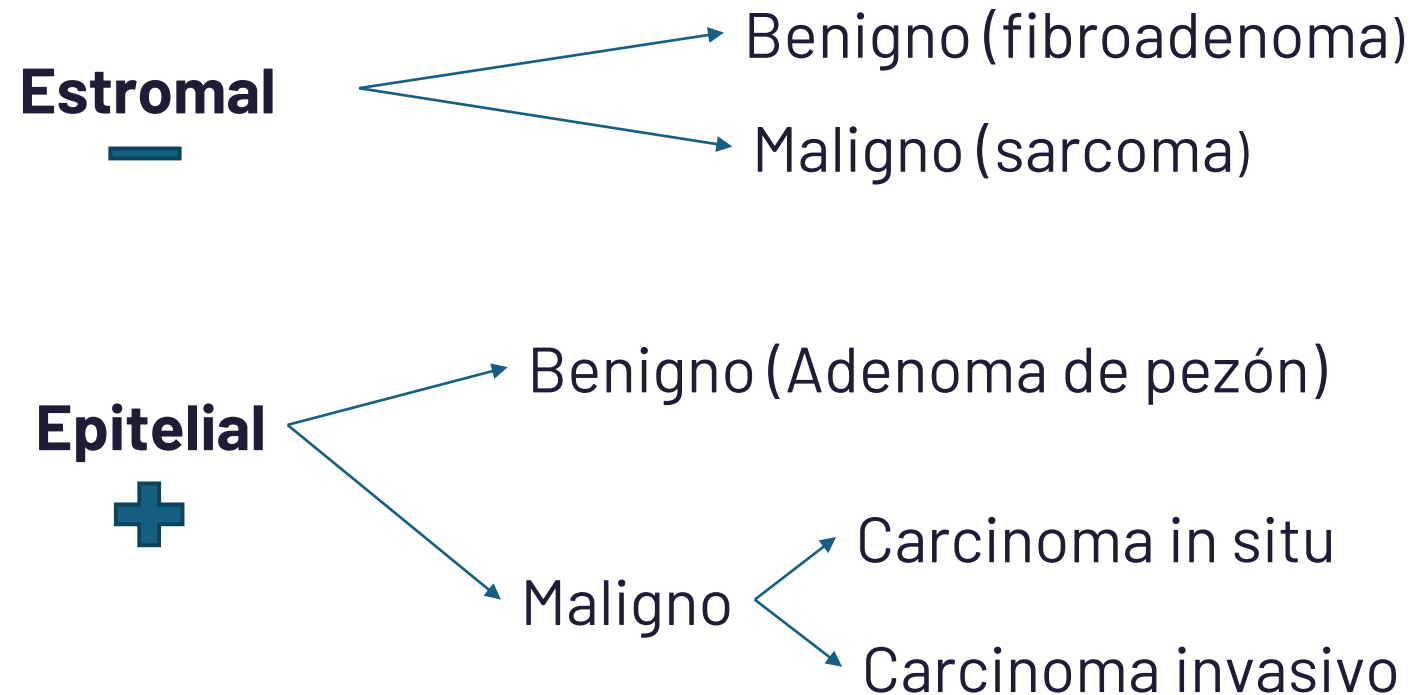 Estromal
Benigno (fibroadenoma)
Maligno (sarcoma)
Epitelial
Benigno (Adenoma de pezón)
Maligno
Carcinoma in situ
Carcinoma invasivo